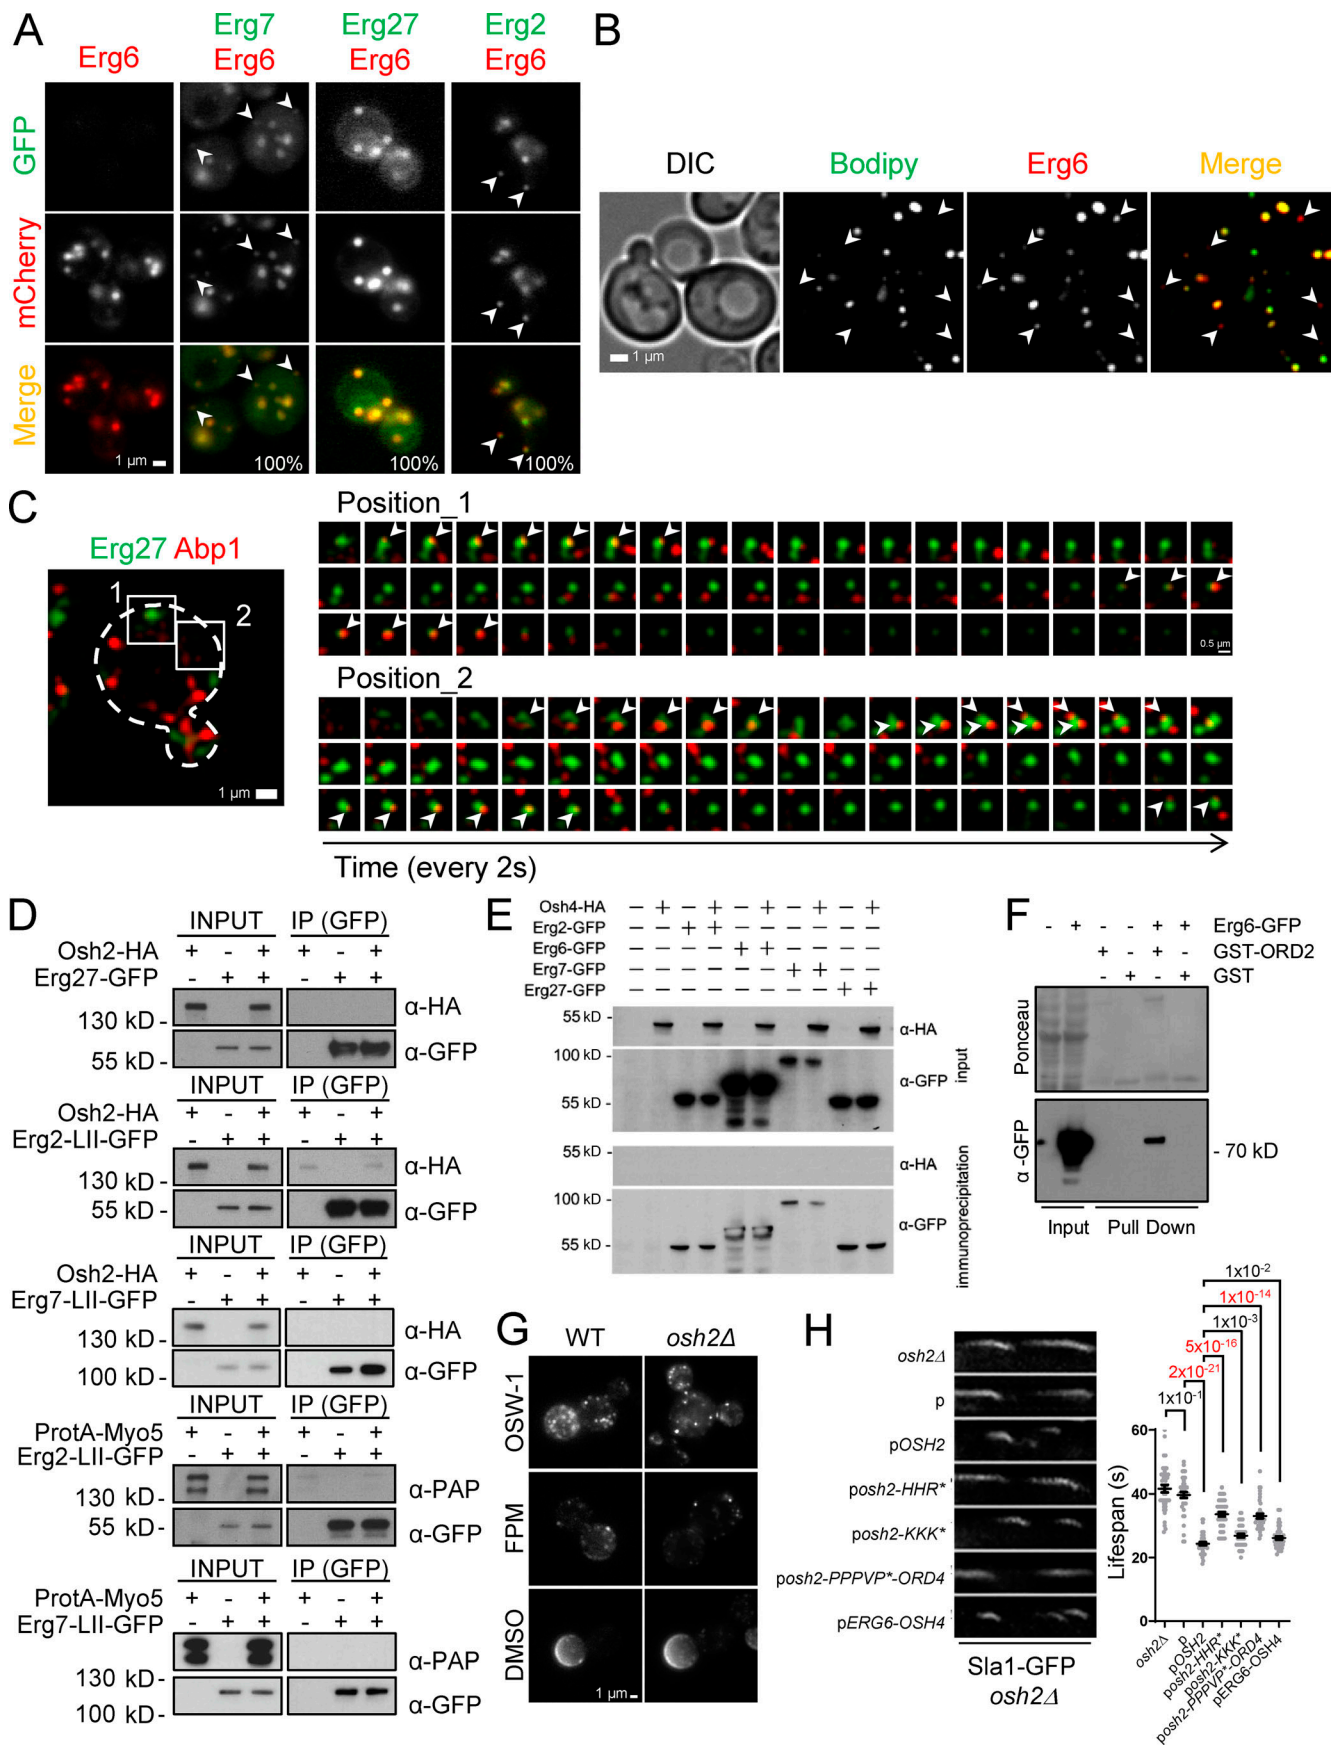 A
Erg7 Erg27 Erg2
Erg6 Erg6 Erg6 Erg6
GFP
mCherry
Merge
1 µm
100%
100%
100%
B
DIC Bodipy Erg6 Merge
1 µm
C
Erg27 Abp1
1
2
1 µm
Position_1
0.5 µm
Position_2
Time (every 2s)
D
INPUT IP (GFP)
Osh2-HA + - + + - +
Erg27-GFP - + + - + +
130 kD - α-HA
55 kD - α-GFP
INPUT IP (GFP)
Osh2-HA + - + + - +
Erg2-LII-GFP - + + - + +
130 kD - α-HA
55 kD - α-GFP
INPUT IP (GFP)
Osh2-HA + - + + - +
Erg7-LII-GFP - + + - + +
130 kD - α-HA
100 kD - α-GFP
INPUT IP (GFP)
ProtA-Myo5 + - + + - +
Erg2-LII-GFP - + + - + +
130 kD - α-PAP
55 kD - α-GFP
INPUT IP (GFP)
ProtA-Myo5 + - + + - +
Erg7-LII-GFP - + + - + +
130 kD - α-PAP
100 kD - α-GFP
E
Osh4-HA − + − + − + − + − +
Erg2-GFP − − + + − − − − − −
Erg6-GFP − − − − + + − − − −
Erg7-GFP − − − − − − + + − −
Erg27-GFP − − − − − − − − + +
55 kD - α-HA
100 kD - α-GFP
55 kD -
input
55 kD - α-HA
100 kD - α-GFP
55 kD -
immunoprecipitation
F
- + - - + + Erg6-GFP
+ - + - GST-ORD2
- + - + GST
Ponceau
α -GFP
- 70 kD
Input Pull Down
G
WT osh2Δ
OSW-1
FPM
DMSO
1 µm
H
osh2Δ
p
pOSH2
posh2-HHR*
posh2-KKK*
posh2-PPPVP*-ORD4
pERG6-OSH4
Sla1-GFP
osh2Δ
1x10-2
1x10-14
1x10-3
5x10-16
2x10-21
1x10-1
Lifespan (s)
60
40
20
0
osh2Δ
p
pOSH2
posh2-HHR*
posh2-KKK*
posh2-PPPVP*-ORD4
pERG6-OSH4